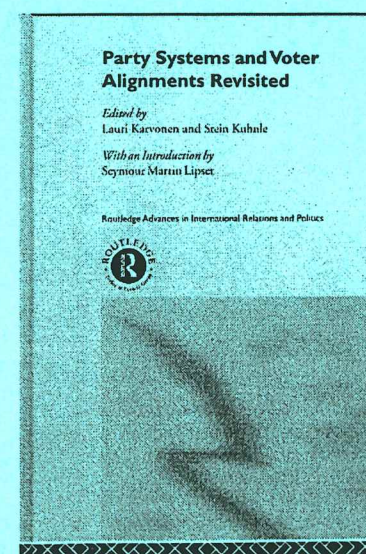 Party Systems and Voter
Alignments Revisited
Edited by
Lauri Karvonen and Stein Kuhnle
With an Introduction by
Seymour Martin Lipset
Routledge Advances in International Relations and Politics
ROUTLEDGE
R